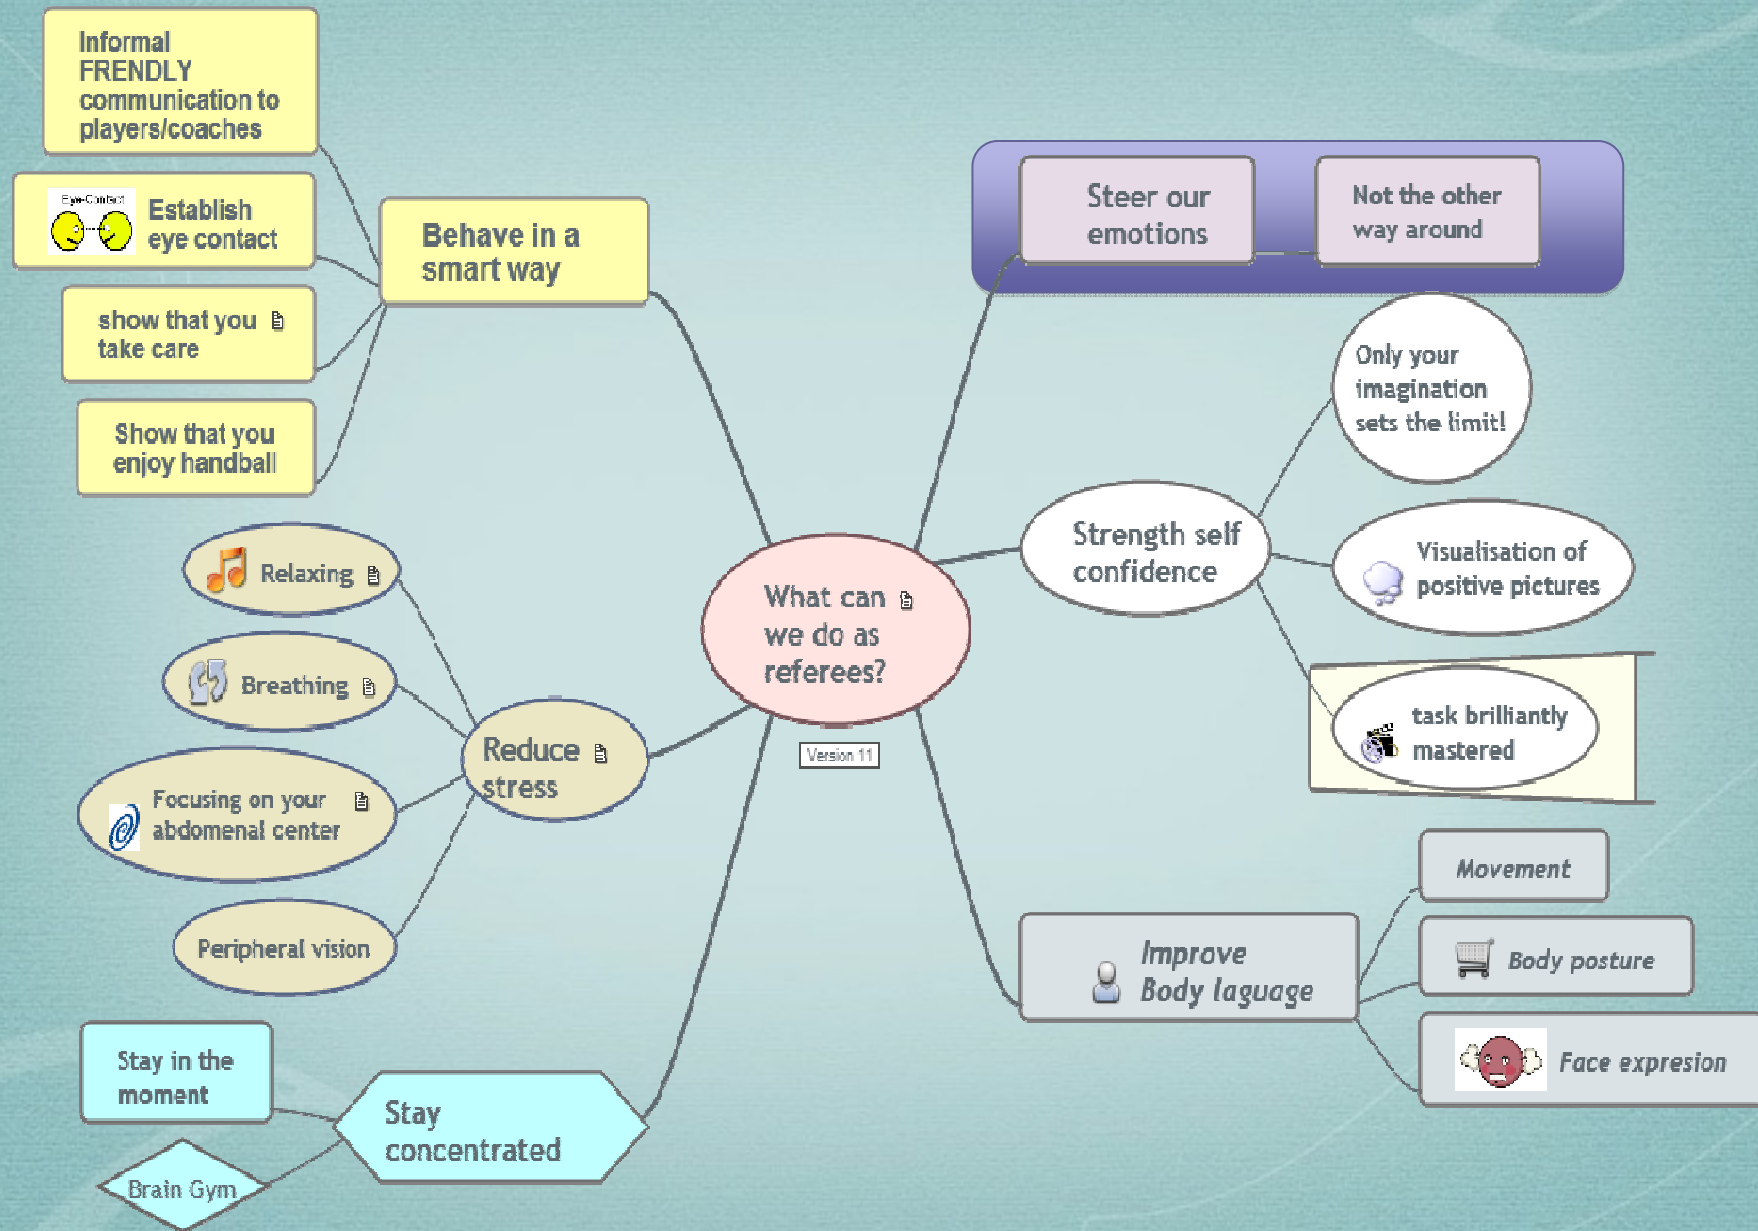 Informal
FRENDLY
communication to
players/coaches
Eye-Contact
Establish
eye contact
show that you
take care
Show that you
enjoy handball
Behave in a
smart way
Relaxing
Breathing
Focusing on your
abdomenal center
Peripheral vision
Reduce
stress
Stay in the
moment
Brain Gym
Stay
concentrated
What can
we do as
referees?
Version 11
Steer our
emotions
Not the other
way around
Strength self
confidence
Only your
imagination
sets the limit!
Visualisation of
positive pictures
task brilliantly
mastered
Improve
Body laguage
Movement
Body posture
Face expresion